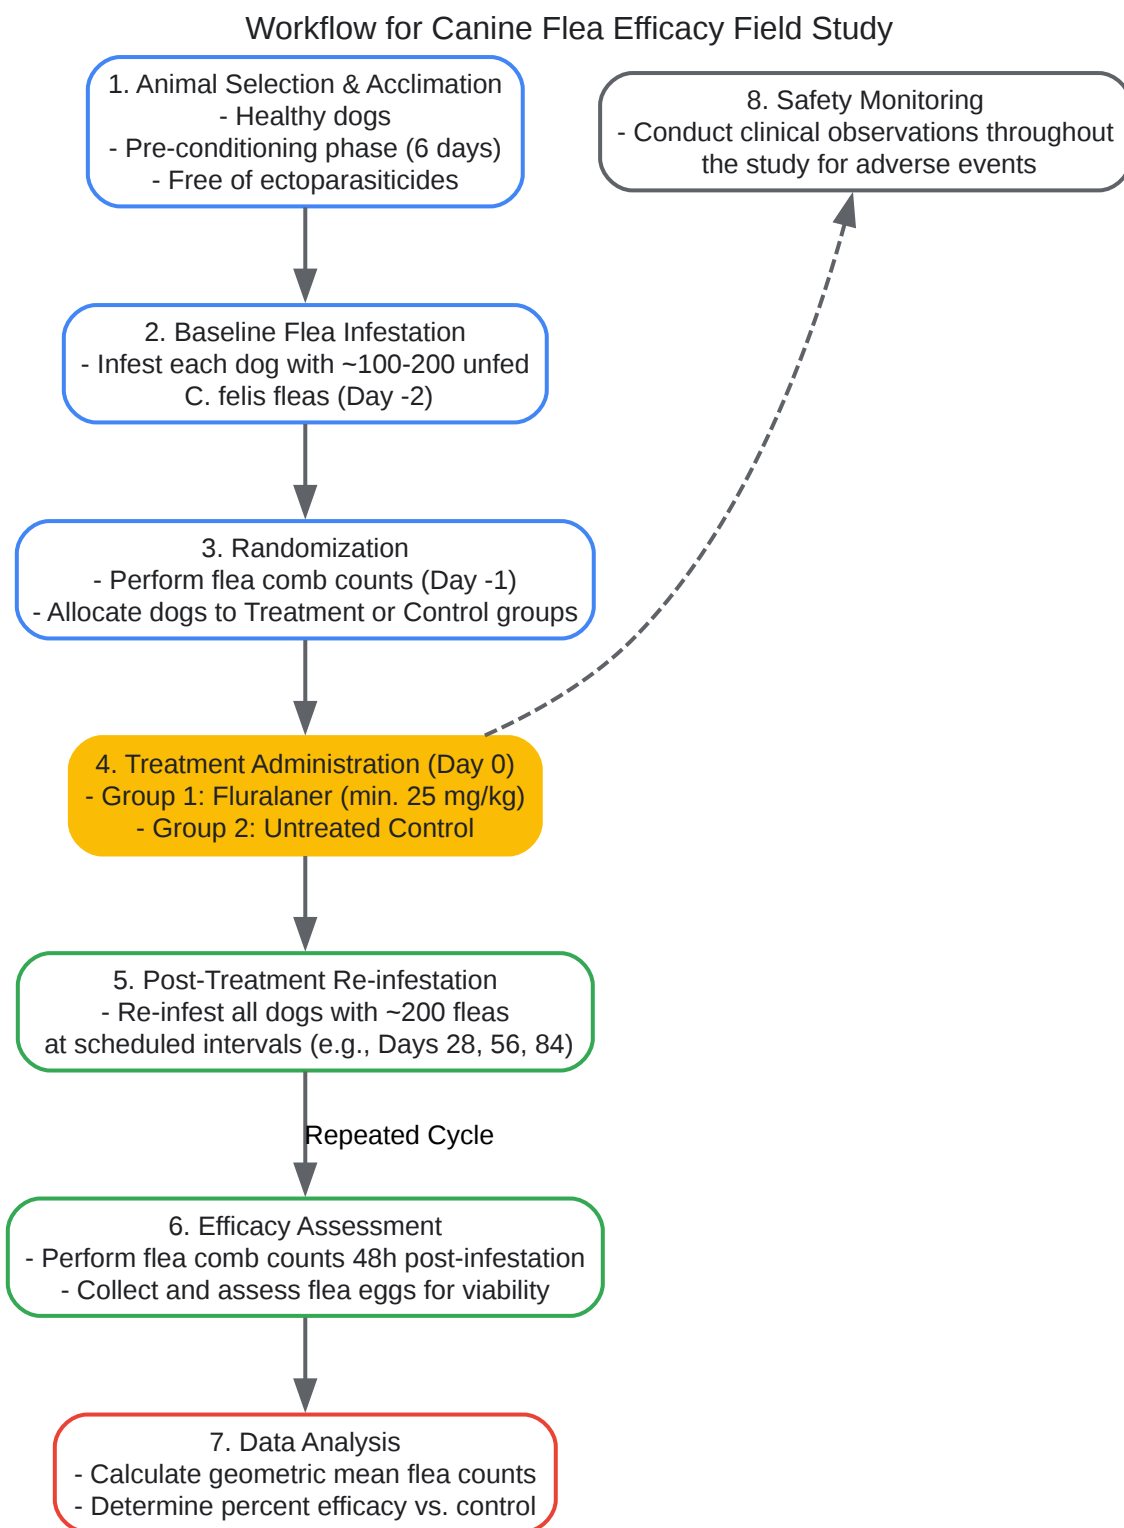 Workflow for Canine Flea Efficacy Field Study
1. Animal Selection & Acclimation
- Healthy dogs
- Pre-conditioning phase (6 days)
- Free of ectoparasiticides
8. Safety Monitoring
- Conduct clinical observations throughout
the study for adverse events
2. Baseline Flea Infestation
- Infest each dog with ~100-200 unfed
C. felis fleas (Day -2)
3. Randomization
- Perform flea comb counts (Day -1)
- Allocate dogs to Treatment or Control groups
4. Treatment Administration (Day 0)
- Group 1: Fluralaner (min. 25 mg/kg)
- Group 2: Untreated Control
5. Post-Treatment Re-infestation
- Re-infest all dogs with ~200 fleas
at scheduled intervals (e.g., Days 28, 56, 84)
Repeated Cycle
6. Efficacy Assessment
- Perform flea comb counts 48h post-infestation
- Collect and assess flea eggs for viability
7. Data Analysis
- Calculate geometric mean flea counts
- Determine percent efficacy vs. control